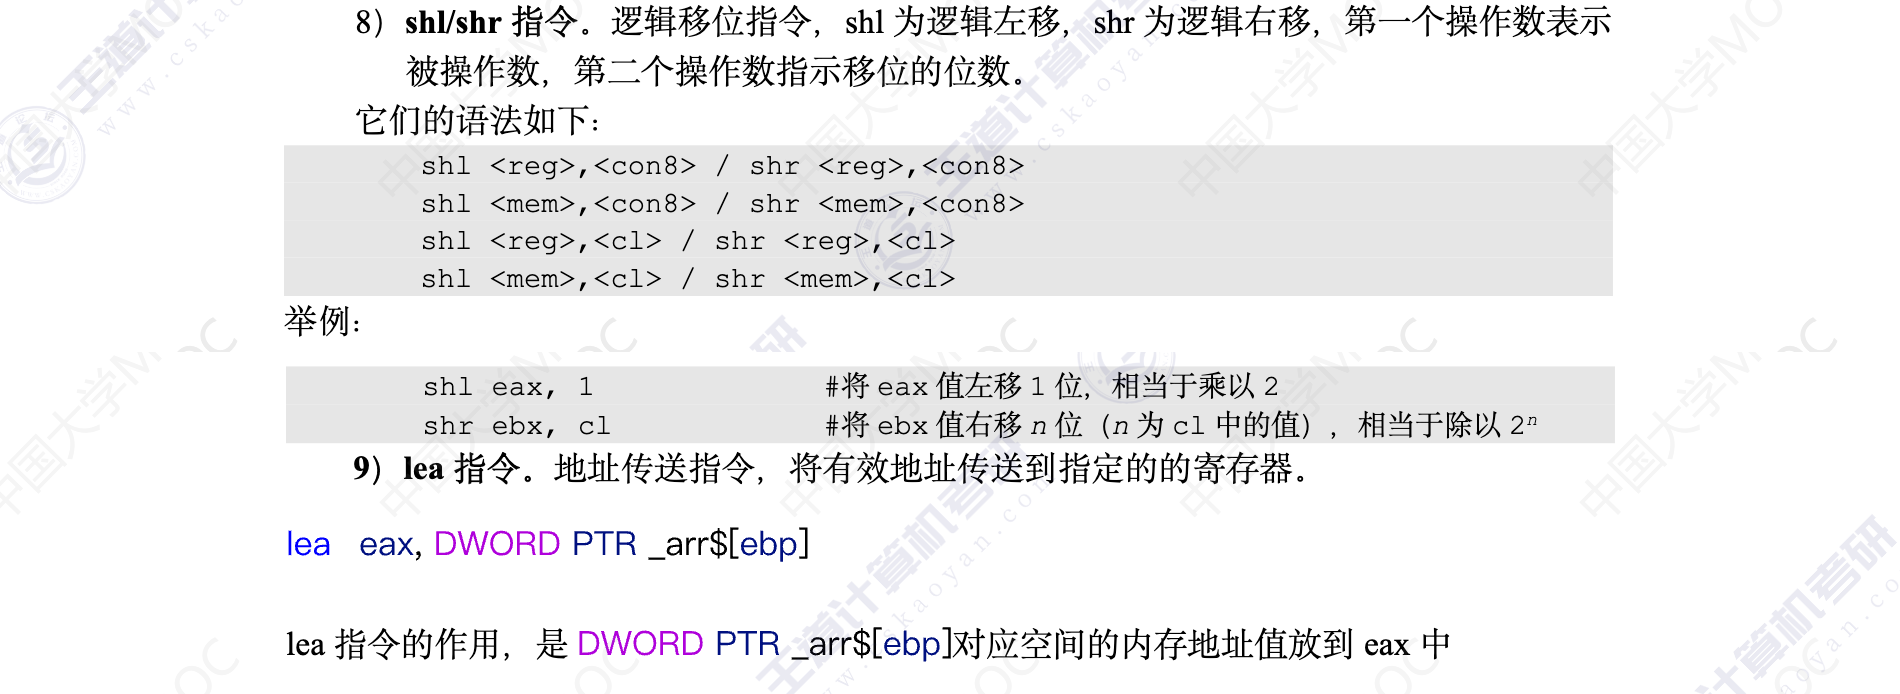 8）shl/shr 指令。逻辑移位指令，shl 为逻辑左移，shr 为逻辑右移，第一个操作数表示
被操作数，第二个操作数指示移位的位数。
它们的语法如下：
shl <reg>,<con8> / shr <reg>,<con8>
shl <mem>,<con8> / shr <mem>,<con8>
shl <reg>,<cl> / shr <reg>,<cl>
shl <mem>,<cl> / shr <mem>,<cl>
举例：
shl eax, 1 #将 eax 值左移 1 位，相当于乘以 2
shr ebx, cl #将 ebx 值右移 n 位（n 为 cl 中的值），相当于除以 2ⁿ
9）lea 指令。地址传送指令，将有效地址传送到指定的的寄存器。
lea eax, DWORD PTR _arr$[ebp]
lea 指令的作用，是 DWORD PTR _arr$[ebp]对应空间的内存地址值放到 eax 中